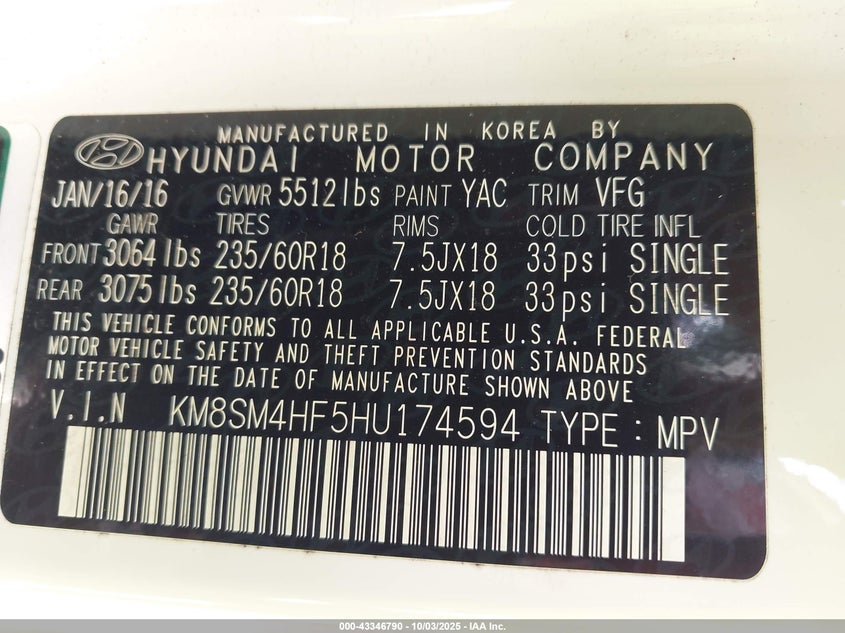 MANUFACTURED IN KOREA BY
HYUNDAI MOTOR COMPANY
JAN/16/16 GVWR 5512lbs PAINT YAC TRIM VFG
GAWR TIRES RIMS COLD TIRE INFL
FRONT 3064lbs 235/60R18 7.5JX18 33psi SINGLE
REAR 3075lbs 235/60R18 7.5JX18 33psi SINGLE
THIS VEHICLE CONFORMS TO ALL APPLICABLE U.S.A. FEDERAL
MOTOR VEHICLE SAFETY AND THEFT PREVENTION STANDARDS
IN EFFECT ON THE DATE OF MANUFACTURE SHOWN ABOVE
V.I.N KM8SM4HF5HU174594 TYPE : MPV
000-43346790 - 10/03/2025 - IAA Inc.